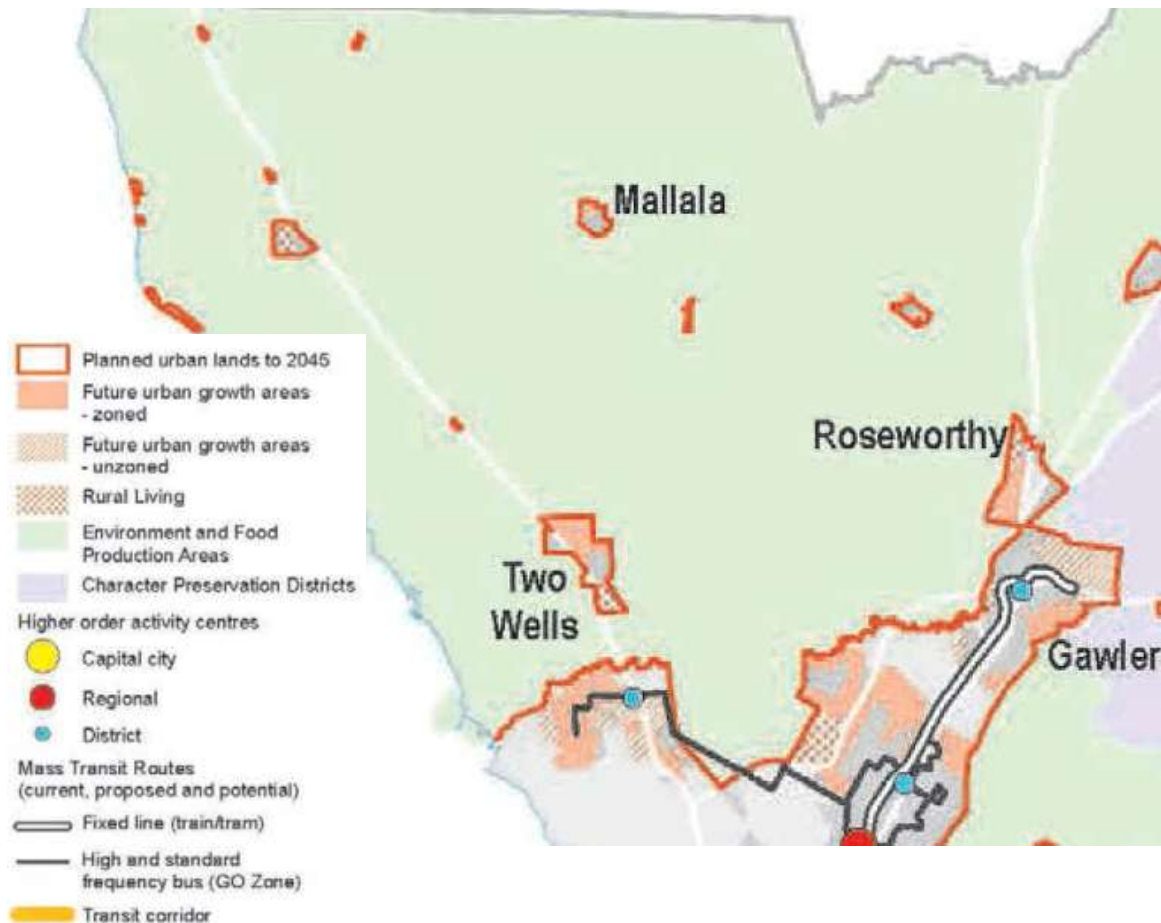 Mallala
Roseworthy
Two
Wells
Gawler
Planned urban lands to 2045
Future urban growth areas
- zoned
Future urban growth areas
- unzoned
Rural Living
Environment and Food
Production Areas
Character Preservation Districts
Higher order activity centres
Capital city
Regional
District
Mass Transit Routes
(current, proposed and potential)
Fixed line (train/tram)
High and standard
frequency bus (GO Zone)
Transit corridor